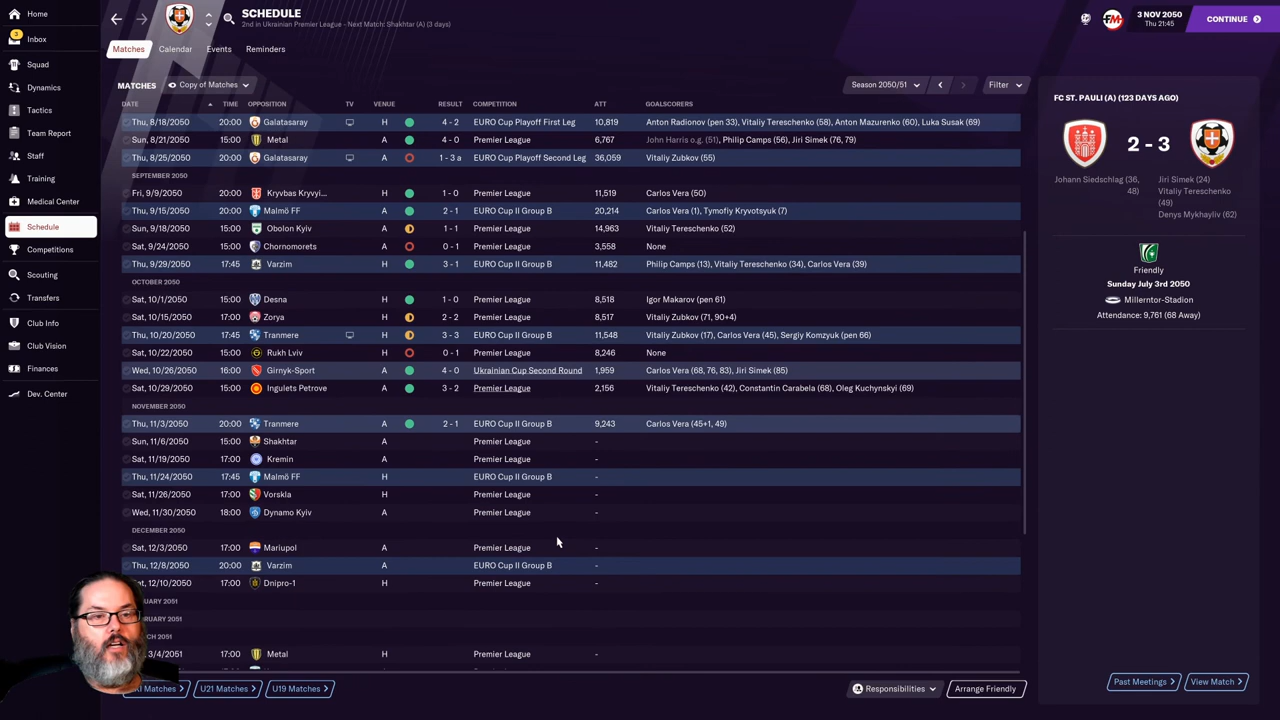 Home
SCHEDULE
2nd in Ukrainian Premier League - Next Match: Shakhtar (A) (3 days)
3 NOV 2050
Thu 21:45
CONTINUE
3
Inbox
Squad
Dynamics
Tactics
Team Report
Staff
Training
Medical Center
Schedule
Competitions
Scouting
Transfers
Club Info
Club Vision
Finances
Dev. Center
Matches Calendar Events Reminders
MATCHES Copy of Matches Season 2050/51 Filter
DATE TIME OPPOSITION TV VENUE RESULT COMPETITION ATT GOALSCORERS
Thu, 8/18/2050 20:00 Galatasaray H 4 - 2 EURO Cup Playoff First Leg 10,819 Anton Radionov (pen 33), Vitaly Tereschenko (58), Anton Mazurenko (60), Luka Susak (69)
Sun, 8/21/2050 15:00 Metal A 4 - 0 Premier League 6,767 John Harris o.g. (51), Philip Camps (56), Jiri Simek (76, 79)
Thu, 8/25/2050 20:00 Galatasaray A 1 - 3 a EURO Cup Playoff Second Leg 36,059 Vitaliy Zubkov (55)
SEPTEMBER 2050
Fri, 9/9/2050 20:00 Kryvbas Kryvyi... H 1 - 0 Premier League 11,519 Carlos Vera (50)
Thu, 9/15/2050 20:00 Malmö FF A 2 - 1 EURO Cup II Group B 20,214 Carlos Vera (1), Tymofiy Kryvotsyuk (7)
Sun, 9/18/2050 15:00 Obolon Kyiv A 1 - 1 Premier League 14,963 Vitaly Tereschenko (52)
Sat, 9/24/2050 15:00 Chornomorets A 0 - 1 Premier League 3,558 None
Thu, 9/29/2050 17:45 Varzim H 3 - 1 EURO Cup II Group B 11,482 Philip Camps (13), Vitaly Tereschenko (34), Carlos Vera (39)
OCTOBER 2050
Sat, 10/1/2050 15:00 Desna H 1 - 0 Premier League 8,518 Igor Makarov (pen 61)
Sat, 10/15/2050 17:00 Zorya H 2 - 2 Premier League 8,517 Vitaliy Zubkov (71, 90+4)
Thu, 10/20/2050 17:45 Tranmere H 3 - 3 EURO Cup II Group B 11,548 Vitaliy Zubkov (17), Carlos Vera (45), Sergiy Komzyuk (pen 66)
Sat, 10/22/2050 15:00 Rukh Lviv H 0 - 1 Premier League 8,246 None
Wed, 10/26/2050 16:00 Girnyk-Sport A 4 - 0 Ukrainian Cup Second Round 1,959 Carlos Vera (68, 76, 83), Jiri Simek (85)
Sat, 10/29/2050 15:00 Ingulets Petrove A 3 - 2 Premier League 2,156 Vitaly Tereschenko (42), Constantin Carabela (68), Oleg Kuchynskyi (69)
NOVEMBER 2050
Thu, 11/3/2050 20:00 Tranmere A 2 - 1 EURO Cup II Group B 9,243 Carlos Vera (45+1, 49)
Sun, 11/6/2050 15:00 Shakhtar A Premier League -
Sat, 11/19/2050 17:00 Kremin A Premier League -
Thu, 11/24/2050 17:45 Malmö FF H EURO Cup II Group B -
Sat, 11/26/2050 17:00 Vorskla H Premier League -
Wed, 11/30/2050 18:00 Dynamo Kyiv A Premier League -
DECEMBER 2050
Sat, 12/3/2050 17:00 Mariupol A Premier League -
Thu, 12/8/2050 20:00 Varzim A EURO Cup II Group B -
12/10/2050 17:00 Dnipro-1 H Premier League -
2051
2051
2051
3/4/2051 17:00 Metal H Premier League -
Matches U21 Matches U19 Matches Responsibilities Arrange Friendly
FC ST. PAULI (A) (123 DAYS AGO)
2 - 3
Johann Siedschlag (36, 48)
Jiri Simek (24)
Vitaly Tereschenko
(49)
Denys Mykhayliv (62)
Friendly
Sunday July 3rd 2050
Millerntor-Stadion
Attendance: 9,761 (68 Away)
Past Meetings View Match